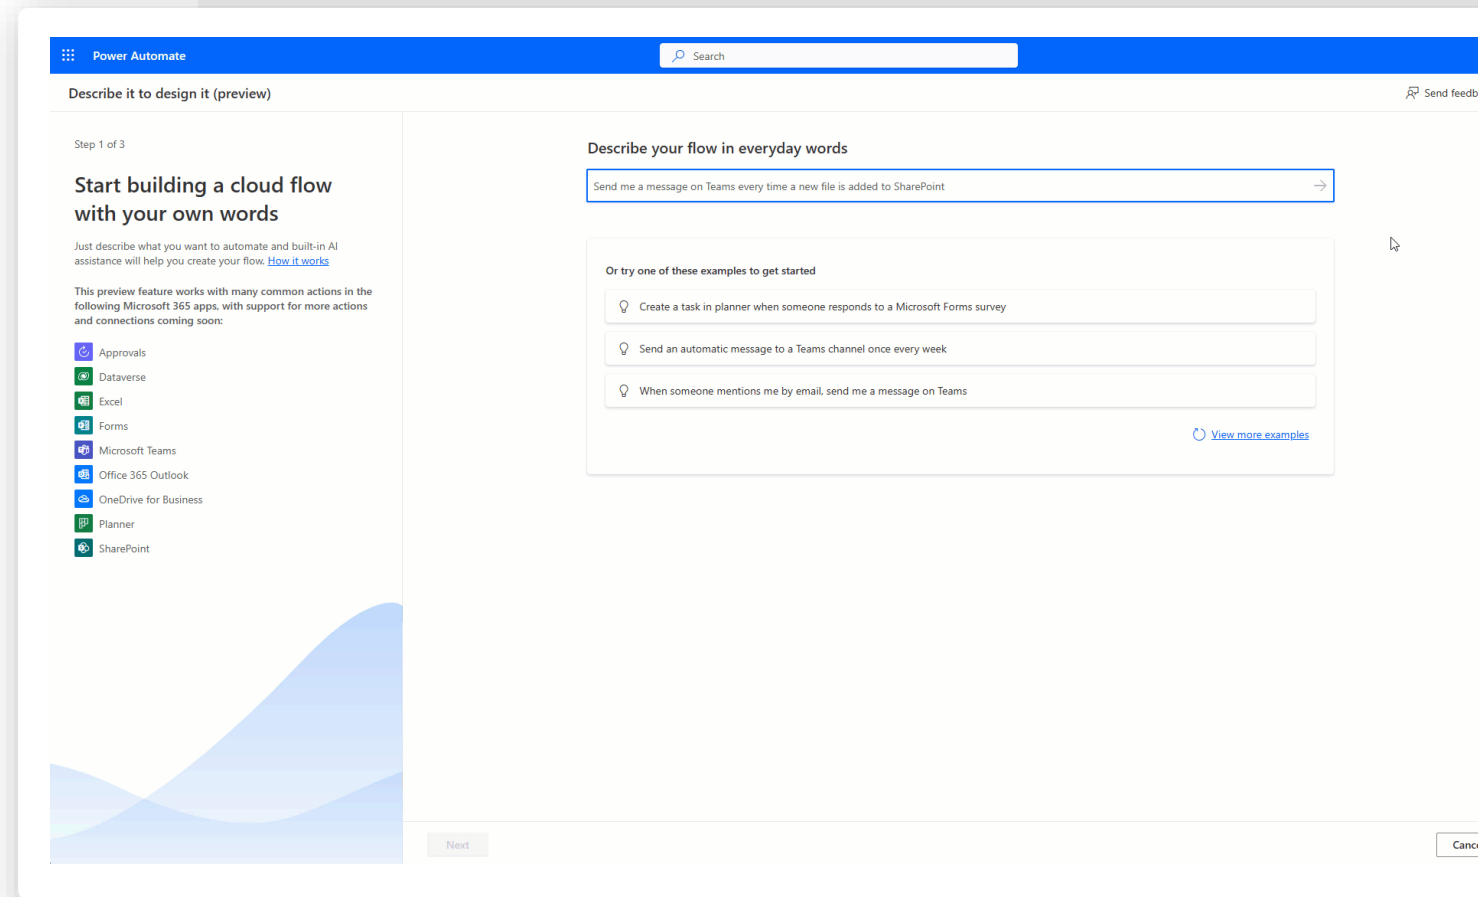 Power Automate
Search
Describe it to design it (preview)
Send feedb
Step 1 of 3
Start building a cloud flow
with your own words
Just describe what you want to automate and built-in AI
assistance will help you create your flow. How it works
This preview feature works with many common actions in the
following Microsoft 365 apps, with support for more actions
and connections coming soon:
Approvals
Dataverse
Excel
Forms
Microsoft Teams
Office 365 Outlook
OneDrive for Business
Planner
SharePoint
Describe your flow in everyday words
Send me a message on Teams every time a new file is added to SharePoint
Or try one of these examples to get started
Create a task in planner when someone responds to a Microsoft Forms survey
Send an automatic message to a Teams channel once every week
When someone mentions me by email, send me a message on Teams
View more examples
Next
Canc